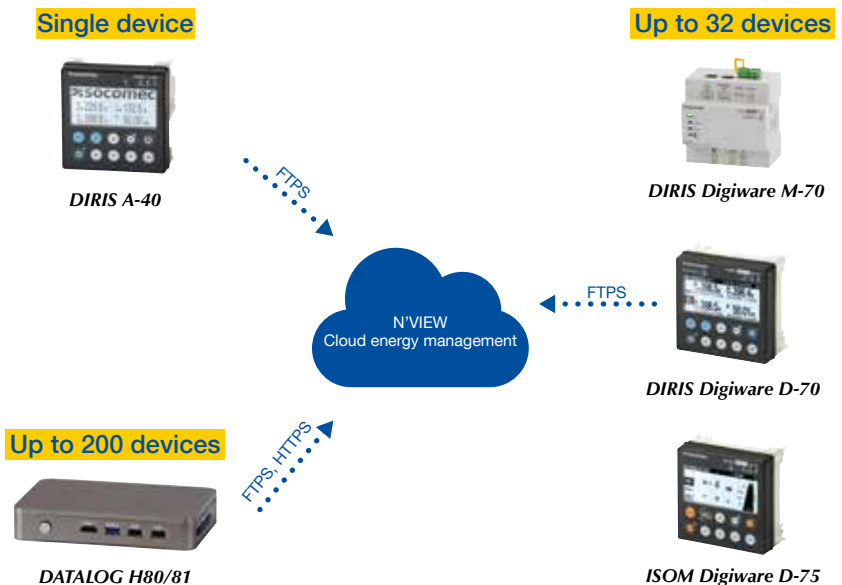 Single device
Up to 32 devices
socomec
DIRIS A-40
FTPS
DIRIS Digiware M-70
FTPS
N'VIEW
Cloud energy management
DIRIS Digiware D-70
Up to 200 devices
FTPS, HTTPS
DATALOG H80/81
ISOM Digiware D-75